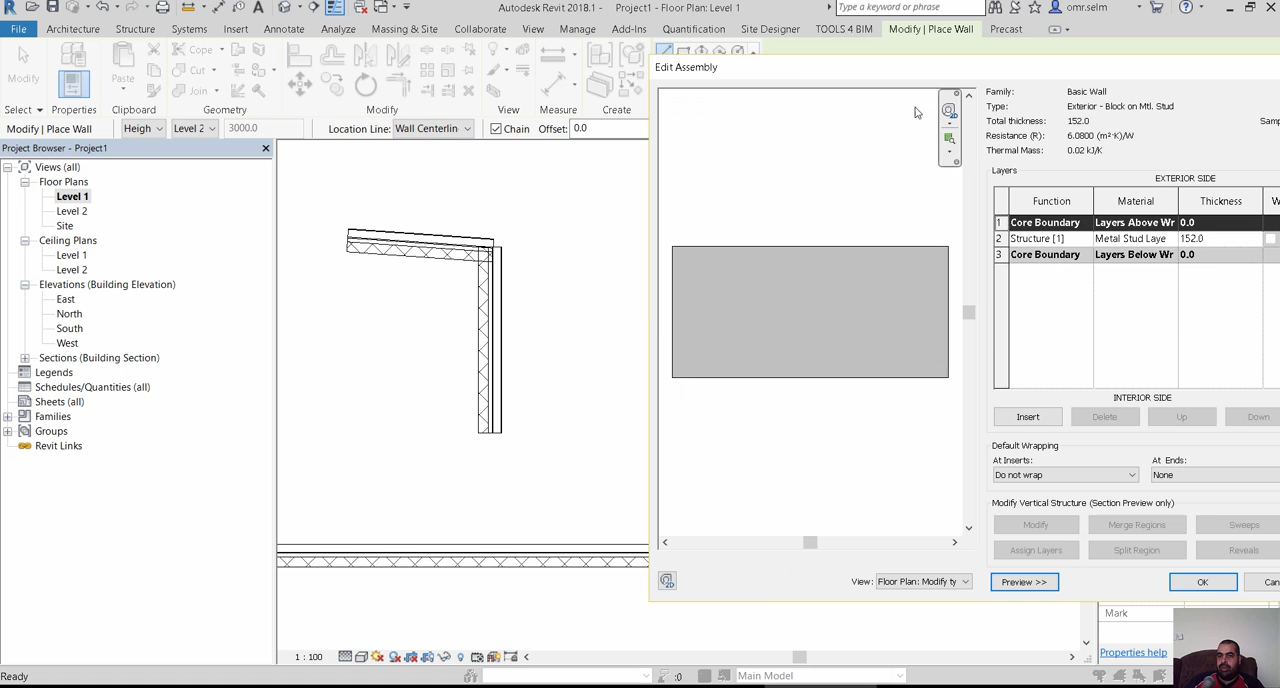 Autodesk Revit 2018.1 - Project1 - Floor Plan: Level 1
Type a keyword or phrase
omr.selm
File Architecture Structure Systems Insert Annotate Analyze Massing & Site Collaborate View Manage Add-Ins Quantification Site Designer TOOLS 4 BIM Modify | Place Wall Precast
Modify
Paste
Cope
Cut
Join
Select Properties Clipboard Geometry Modify View Measure Create
Modify | Place Wall Heigh Level 2 3000.0 Location Line: Wall Centerlin Chain Offset: 0.0
Project Browser - Project1
Views (all)
Floor Plans
Level 1
Level 2
Site
Ceiling Plans
Level 1
Level 2
Elevations (Building Elevation)
East
North
South
West
Sections (Building Section)
Legends
Schedules/Quantities (all)
Sheets (all)
Families
Groups
Revit Links
Edit Assembly
Family: Basic Wall
Type: Exterior - Block on Mtl. Stud
Total thickness: 152.0 Samp
Resistance (R): 6.0800 (m²·K)/W
Thermal Mass: 0.02 kJ/K
Layers
EXTERIOR SIDE
Function Material Thickness W
1 Core Boundary Layers Above Wr 0.0
2 Structure [1] Metal Stud Laye 152.0
3 Core Boundary Layers Below Wr 0.0
INTERIOR SIDE
Insert Delete Up Down
Default Wrapping
At Inserts: At Ends:
Do not wrap None
Modify Vertical Structure (Section Preview only)
Modify Merge Regions Sweeps
Assign Layers Split Region Reveals
View: Floor Plan: Modify ty Preview >> OK Can
Mark
Properties help
1 : 100
Ready
:0
Main Model